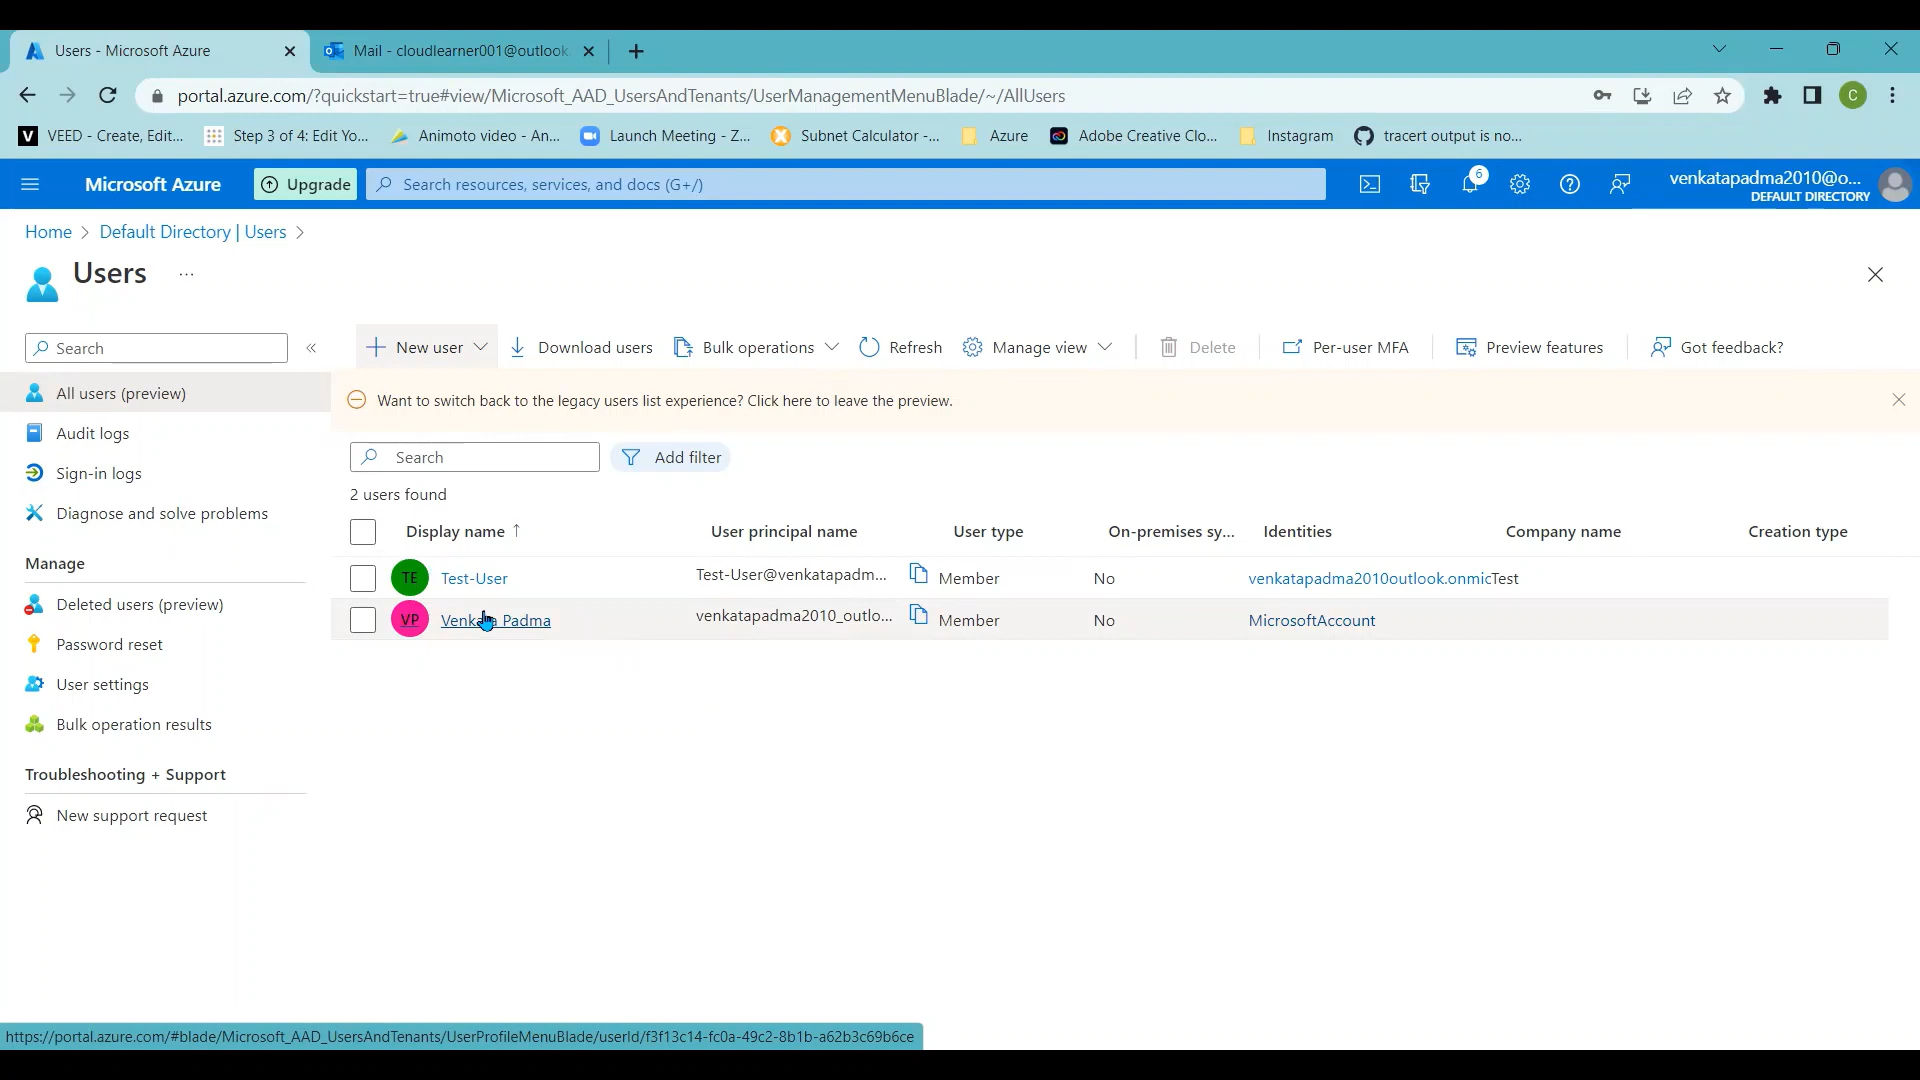 Users - Microsoft Azure
Mail - cloudlearner001@outlook
portal.azure.com/?quickstart=true#view/Microsoft_AAD_UsersAndTenants/UserManagementMenuBlade/~/AllUsers
C
VEED - Create, Edit...
Step 3 of 4: Edit Yo...
Animoto video - An...
Launch Meeting - Z...
Subnet Calculator -...
Azure
Adobe Creative Clo...
Instagram
tracert output is no...
Microsoft Azure
Upgrade
Search resources, services, and docs (G+/)
6
venkatapadma2010@o...
DEFAULT DIRECTORY
Home > Default Directory | Users >
Users ...
Search
«
New user
Download users
Bulk operations
Refresh
Manage view
Delete
Per-user MFA
Preview features
Got feedback?
All users (preview)
Audit logs
Sign-in logs
Diagnose and solve problems
Manage
Deleted users (preview)
Password reset
User settings
Bulk operation results
Troubleshooting + Support
New support request
Want to switch back to the legacy users list experience? Click here to leave the preview.
Search
Add filter
2 users found
Display name ↑ User principal name User type On-premises sy... Identities Company name Creation type
TE Test-User Test-User@venkatapadm... Member No venkatapadma2010outlook.onmicTest
VP Venkata Padma venkatapadma2010_outlo... Member No MicrosoftAccount
https://portal.azure.com/#blade/Microsoft_AAD_UsersAndTenants/UserProfileMenuBlade/userId/f3f13c14-fc0a-49c2-8b1b-a62b3c69b6ce